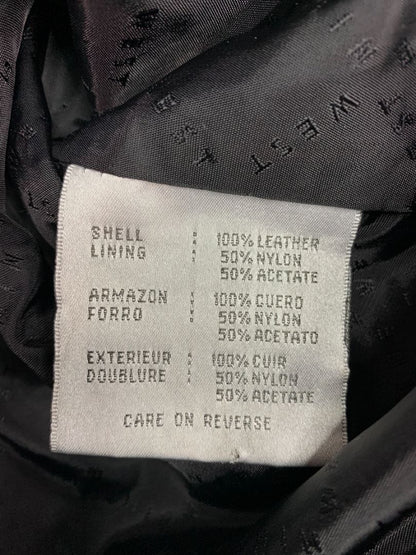 WEST
SHELL 100% LEATHER
LINING 50% NYLON
50% ACETATE
ARMAZON 100% CUERO
FORRO 50% NYLON
50% ACETATO
EXTERIEUR 100% CUIR
DOUBLURE 50% NYLON
50% ACETATE
CARE ON REVERSE